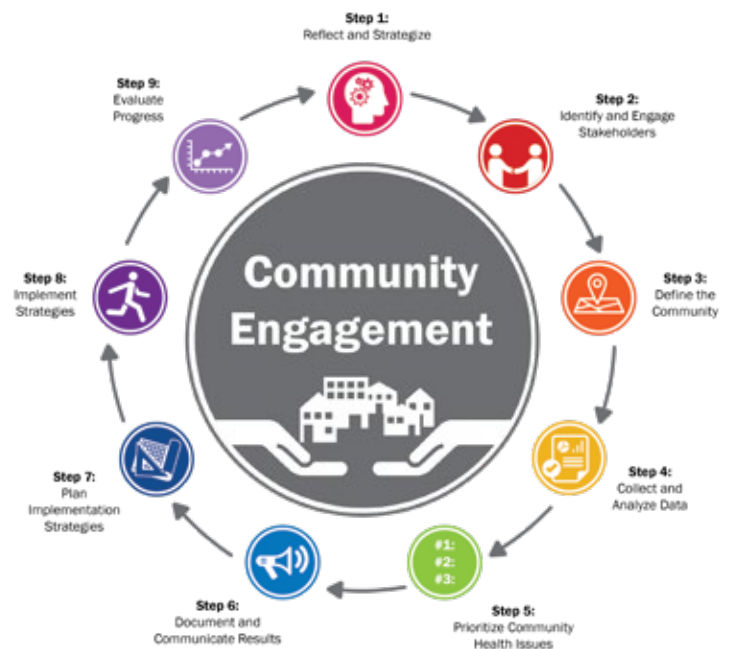 Step 1:
Reflect and Strategize
Step 2:
Identify and Engage
Stakeholders
Step 3:
Define the
Community
Step 4:
Collect and
Analyze Data
Step 5:
Prioritize Community
Health Issues
Step 6:
Document and
Communicate Results
Step 7:
Plan
Implementation
Strategies
Step 8:
Implement
Strategies
Step 9:
Evaluate
Progress
Community
Engagement
#1:
#2:
#3: